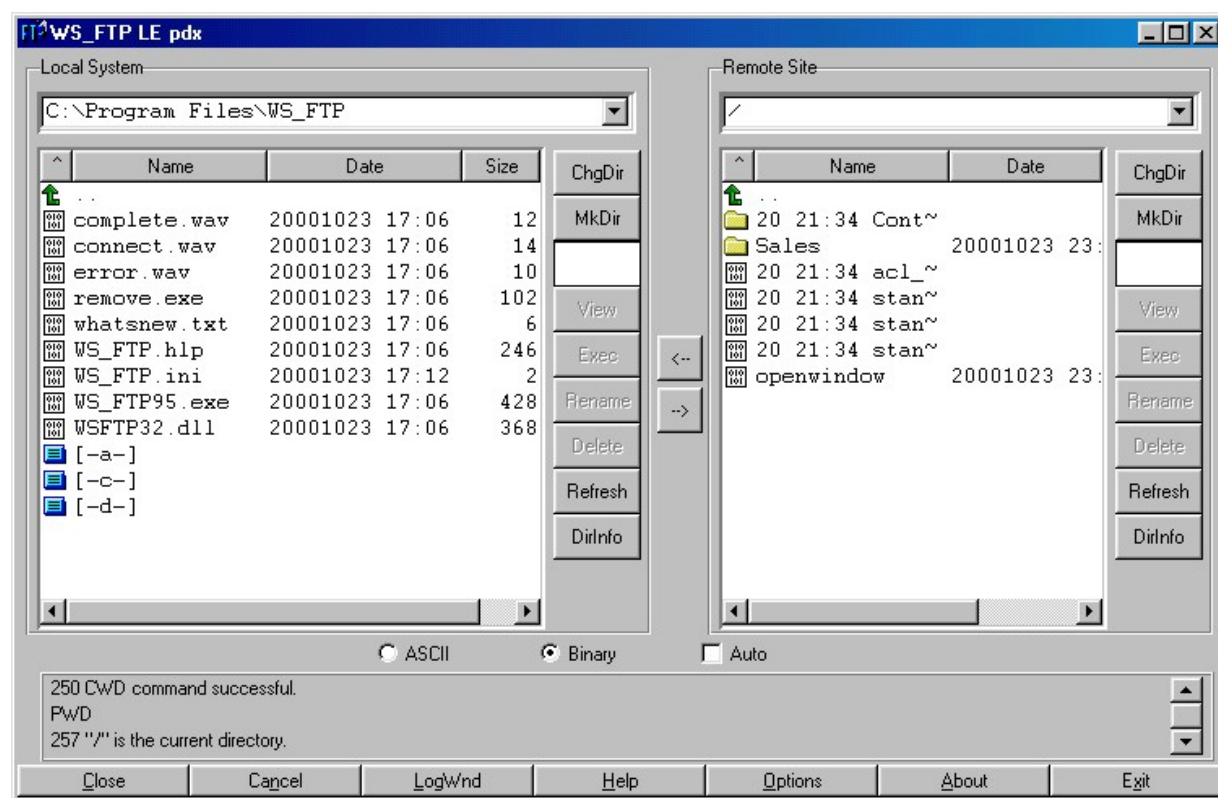 WS_FTP LE pdx
Local System
C:\Program Files\WS_FTP
^ Name Date Size
..
complete.wav 20001023 17:06 12
connect.wav 20001023 17:06 14
error.wav 20001023 17:06 10
remove.exe 20001023 17:06 102
whatsnew.txt 20001023 17:06 6
WS_FTP.hlp 20001023 17:06 246
WS_FTP.ini 20001023 17:12 2
WS_FTP95.exe 20001023 17:06 428
WSFTP32.dll 20001023 17:06 368
[-a-]
[-c-]
[-d-]
ChgDir
MkDir
View
Exec
Rename
Delete
Refresh
DirInfo
<--
-->
Remote Site
/
^ Name Date
..
20 21:34 Cont~
Sales 20001023 23:
20 21:34 acl_~
20 21:34 stan~
20 21:34 stan~
20 21:34 stan~
openwindow 20001023 23:
ChgDir
MkDir
View
Exec
Rename
Delete
Refresh
DirInfo
ASCII Binary Auto
250 CWD command successful.
PWD
257 "/" is the current directory.
Close Cancel LogWnd Help Options About Exit